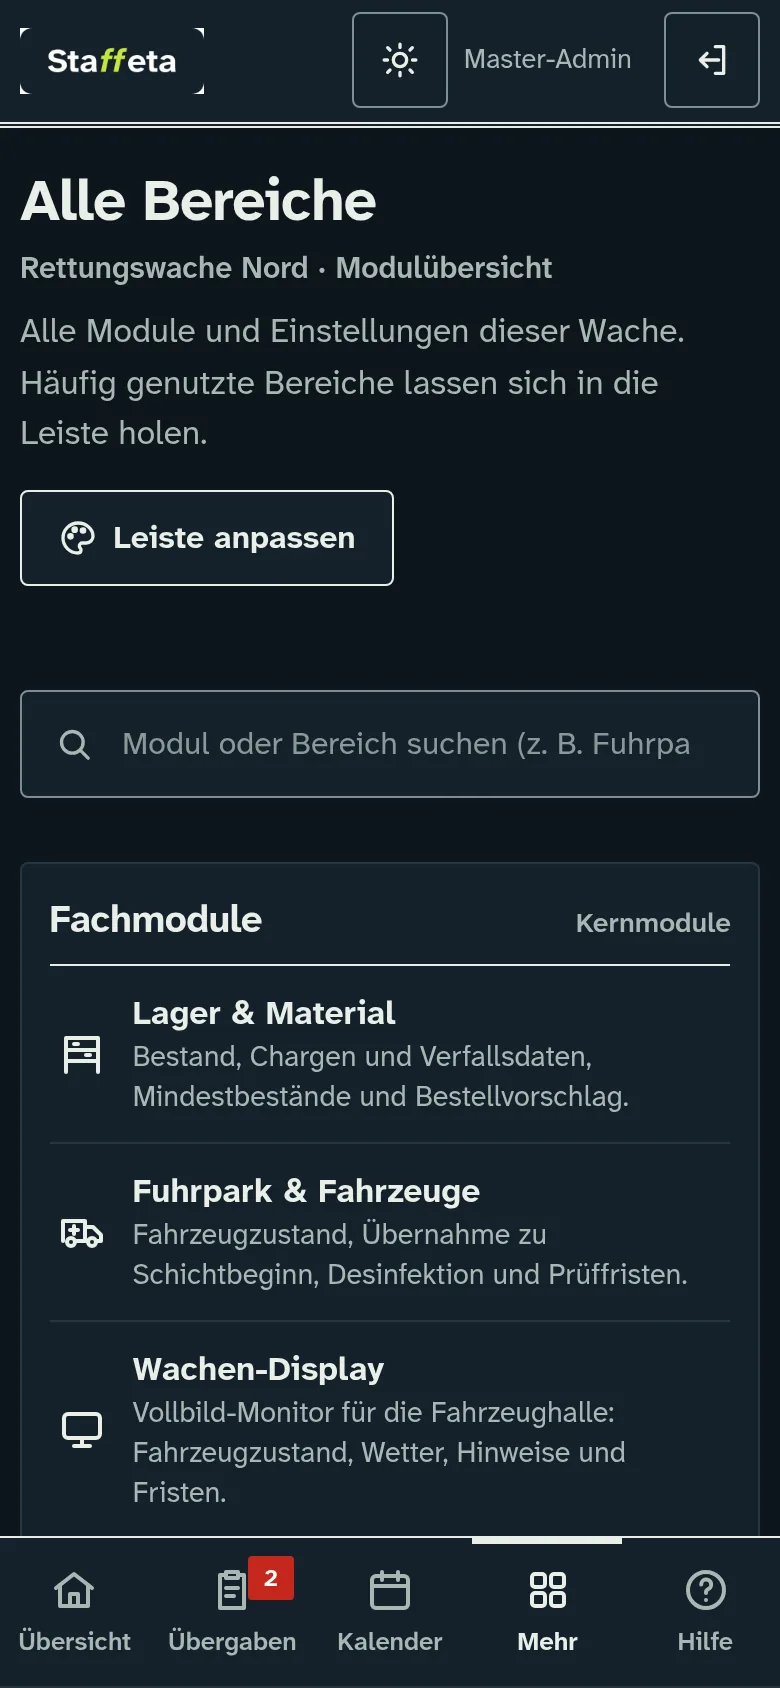 Staffeta
Master-Admin
Alle Bereiche
Rettungswache Nord · Modulübersicht
Alle Module und Einstellungen dieser Wache.
Häufig genutzte Bereiche lassen sich in die
Leiste holen.
Leiste anpassen
Modul oder Bereich suchen (z. B. Fuhrpa
Fachmodule
Kernmodule
Lager & Material
Bestand, Chargen und Verfallsdaten,
Mindestbestände und Bestellvorschlag.
Fuhrpark & Fahrzeuge
Fahrzeugzustand, Übernahme zu
Schichtbeginn, Desinfektion und Prüffristen.
Wachen-Display
Vollbild-Monitor für die Fahrzeughalle:
Fahrzeugzustand, Wetter, Hinweise und
Fristen.
2
Übersicht
Übergaben
Kalender
Mehr
Hilfe